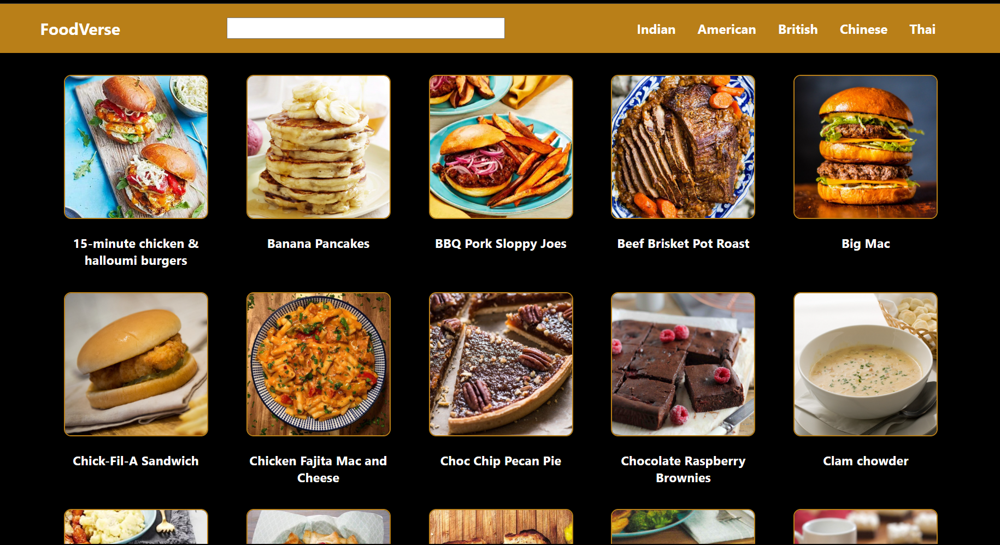 FoodVerse
Indian American British Chinese Thai
15-minute chicken &
halloumi burgers
Banana Pancakes
BBQ Pork Sloppy Joes
Beef Brisket Pot Roast
Big Mac
Chick-Fil-A Sandwich
Chicken Fajita Mac and
Cheese
Choc Chip Pecan Pie
Chocolate Raspberry
Brownies
Clam chowder